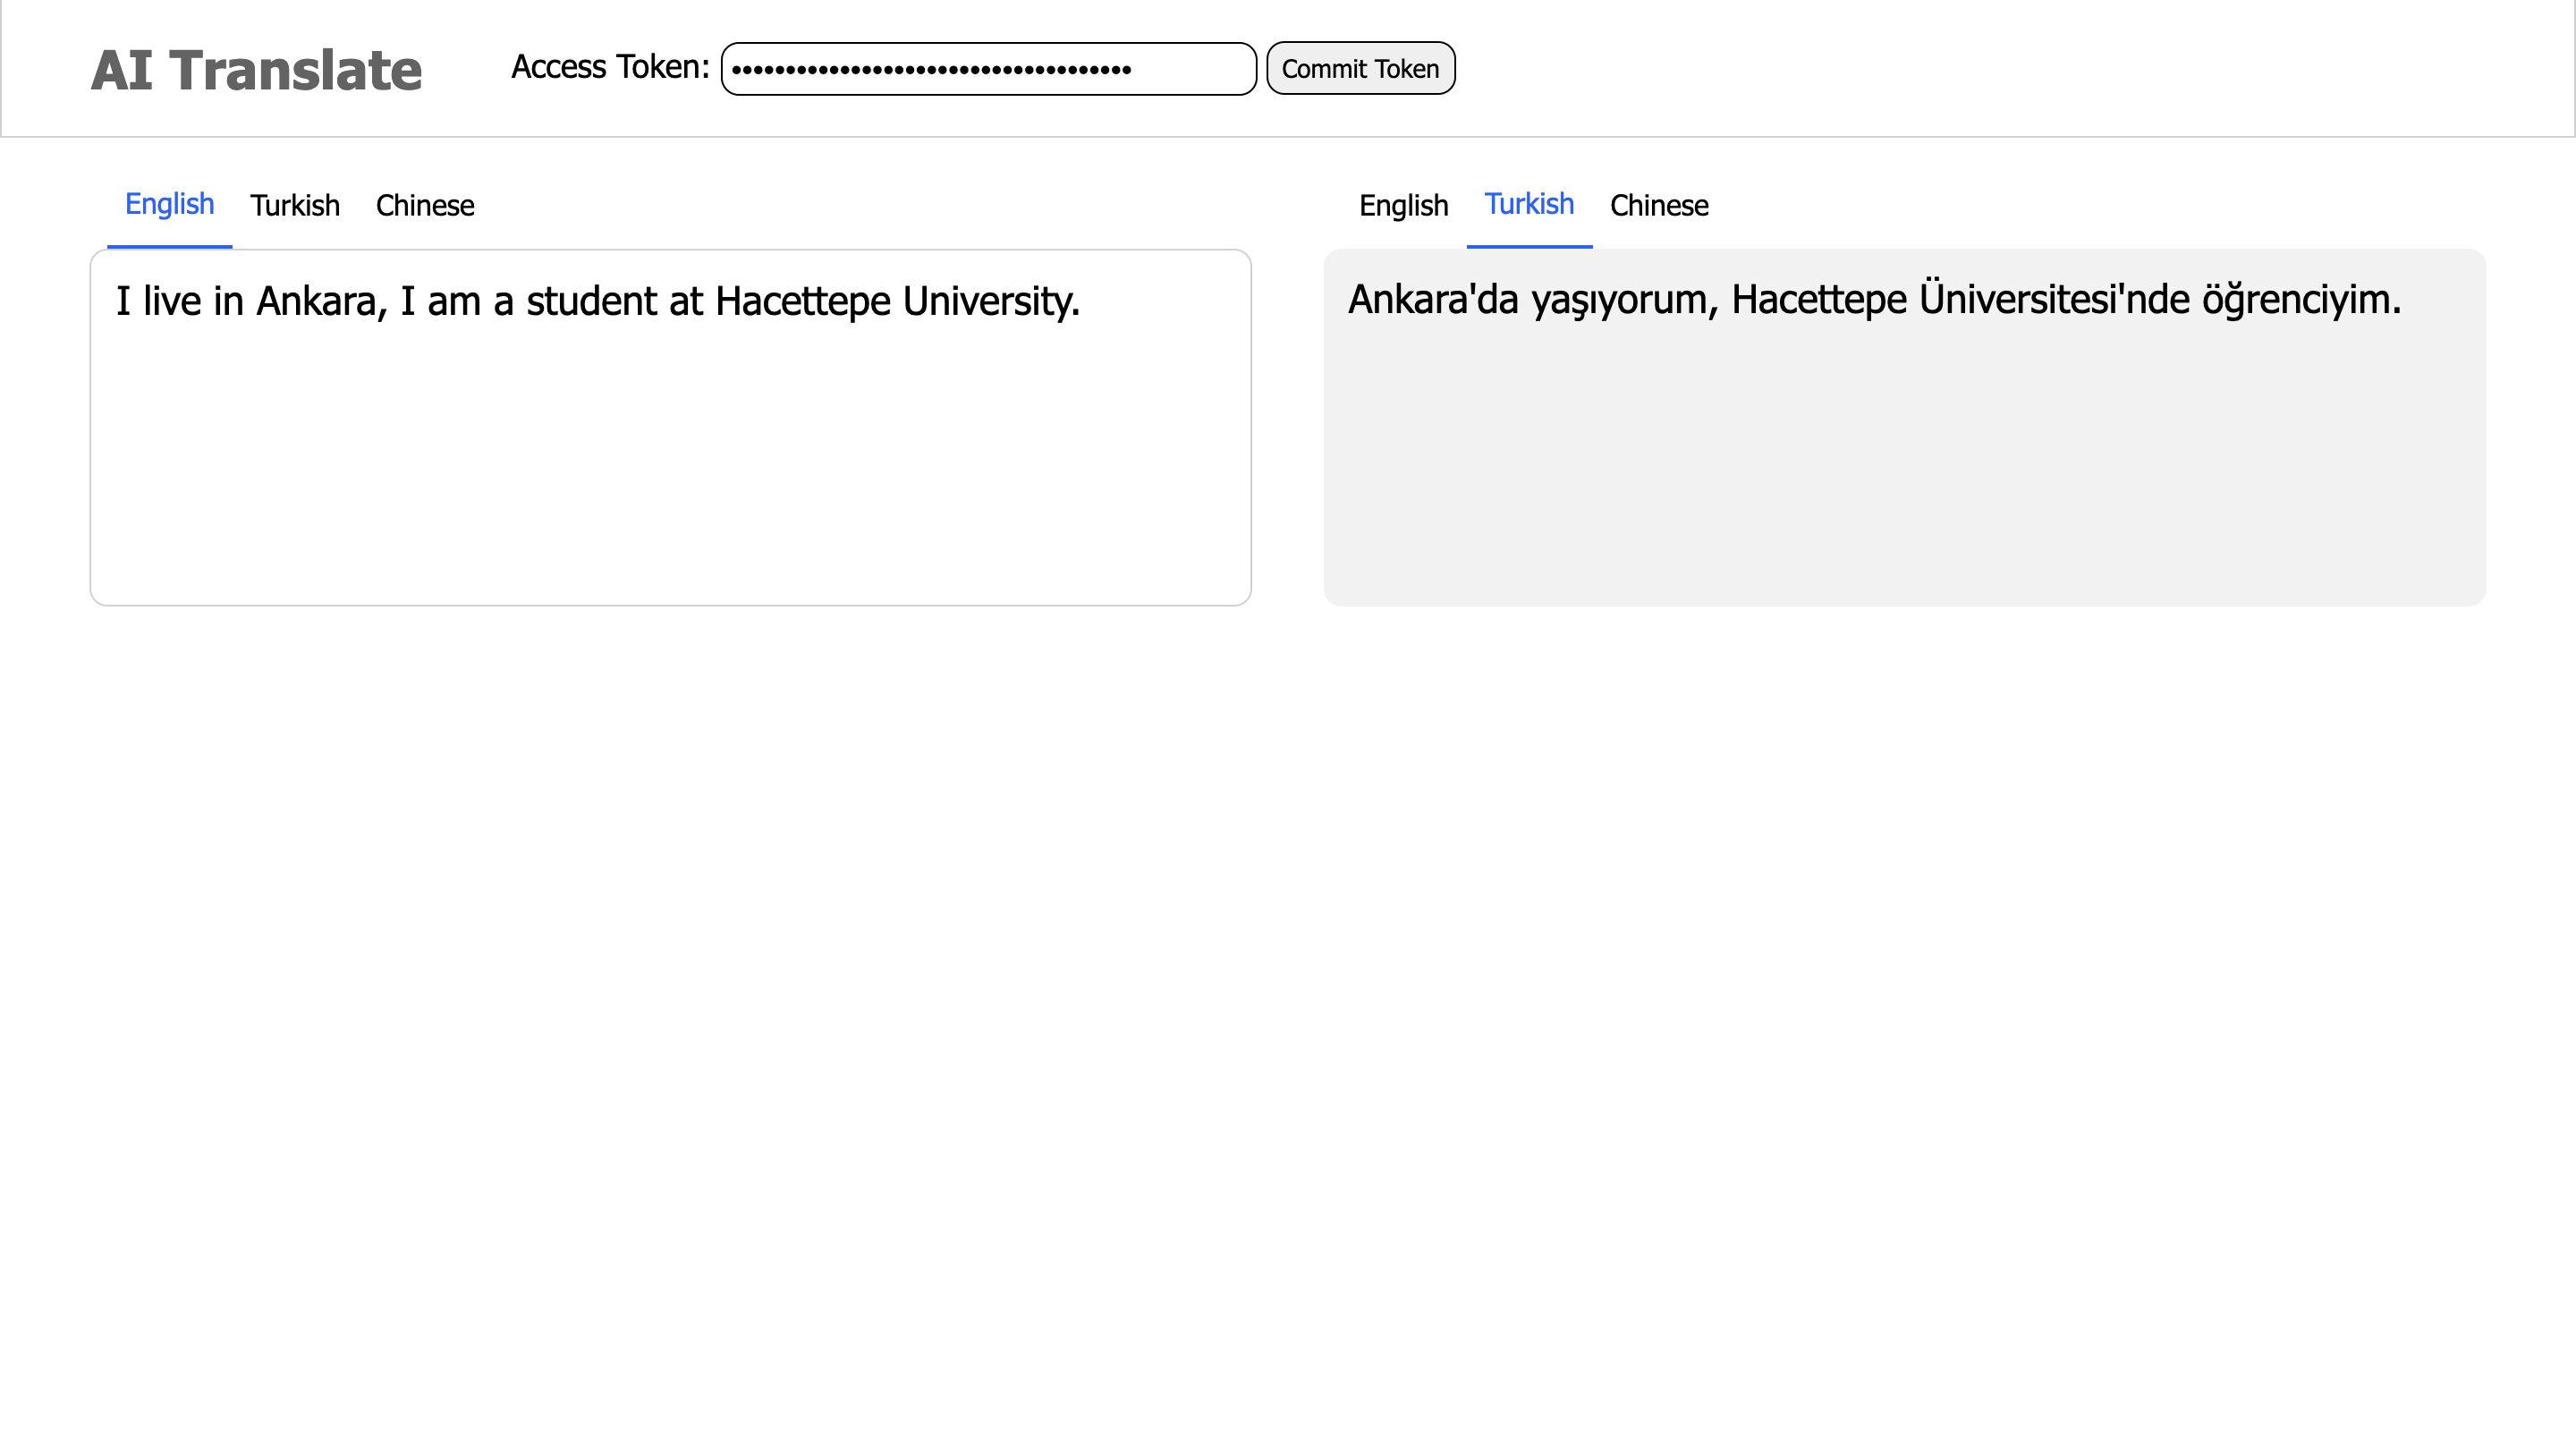 AI Translate
Access Token: •••••••••••••••••••••••••••••••••••••
Commit Token
English Turkish Chinese
I live in Ankara, I am a student at Hacettepe University.
English Turkish Chinese
Ankara'da yaşıyorum, Hacettepe Üniversitesi'nde öğrenciyim.